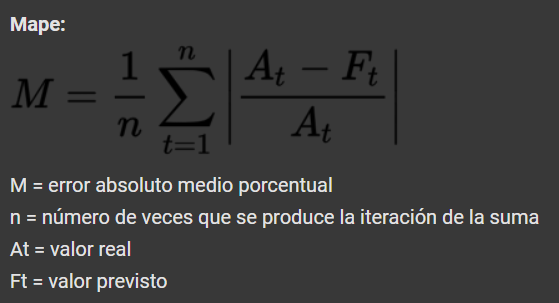 Mape:
M = \frac{1}{n} \sum_{t=1}^{n} \left| \frac{A_t - F_t}{A_t} \right|
M = error absoluto medio porcentual
n = número de veces que se produce la iteración de la suma
At = valor real
Ft = valor previsto